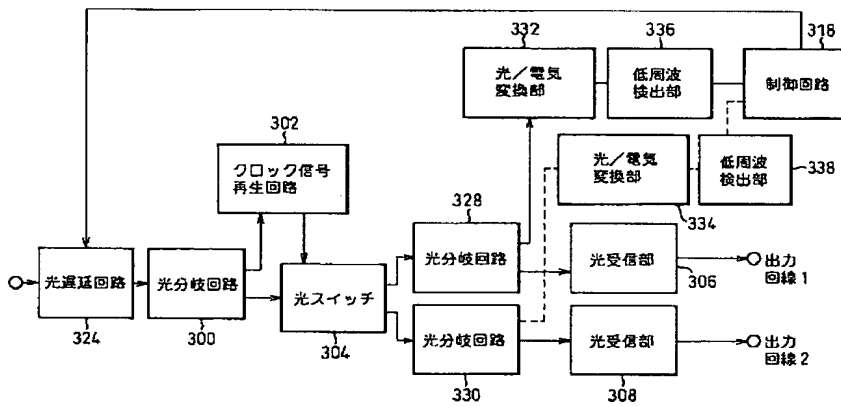 332
336
318
光/電気
変換部
低周波
検出部
制御回路
302
クロック信号
再生回路
光/電気
変換部
低周波
検出部
334
338
328
光遅延回路
光分岐回路
光スイッチ
光分岐回路
光受信部
306
出力
回線1
324
300
304
光分岐回路
光受信部
出力
回線2
330
308